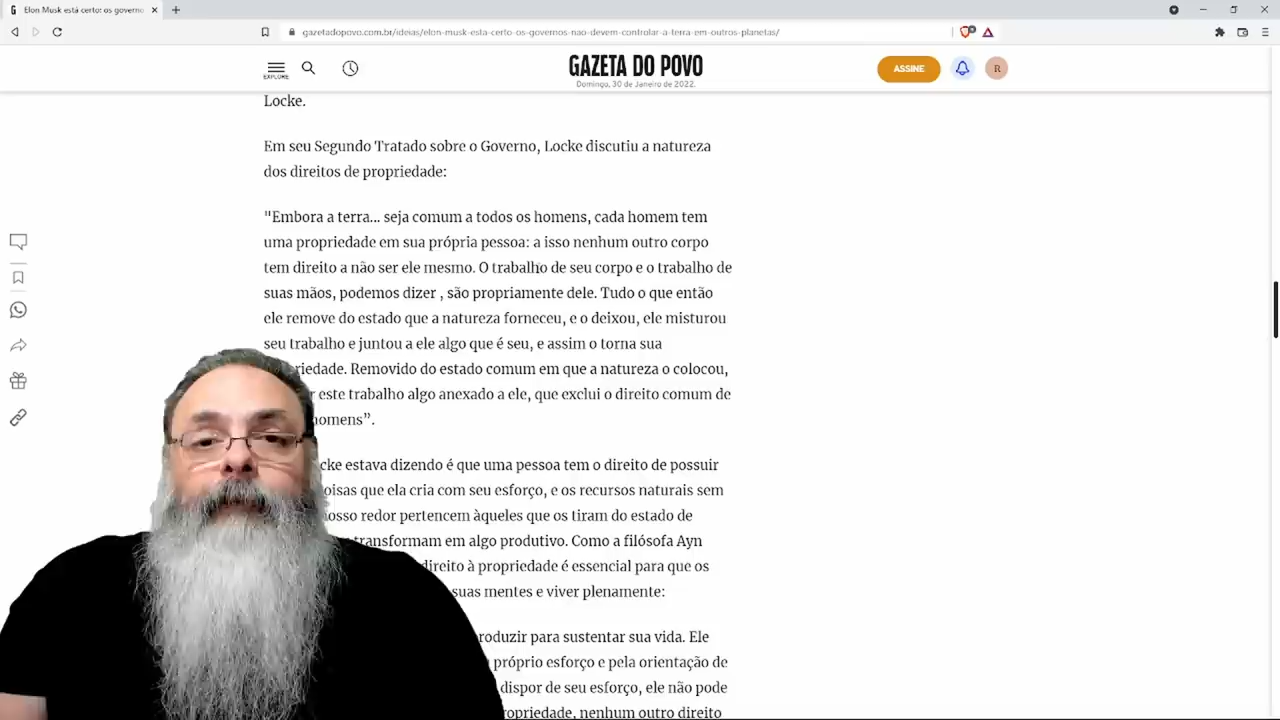 Elon Musk está certo: os governo
gazetadopovo.com.br/ideias/elon-musk-esta-certo-os-governos-nao-devem-controlar-a-terra-em-outros-planetas/
EXPLORE
GAZETA DO POVO
Domingo, 30 de Janeiro de 2022.
ASSINE
R
Locke.
Em seu Segundo Tratado sobre o Governo, Locke discutiu a natureza
dos direitos de propriedade:
"Embora a terra... seja comum a todos os homens, cada homem tem
uma propriedade em sua própria pessoa: a isso nenhum outro corpo
tem direito a não ser ele mesmo. O trabalho de seu corpo e o trabalho de
suas mãos, podemos dizer , são propriamente dele. Tudo o que então
ele remove do estado que a natureza forneceu, e o deixou, ele misturou
seu trabalho e juntou a ele algo que é seu, e assim o torna sua
riedade. Removido do estado comum em que a natureza o colocou,
r este trabalho algo anexado a ele, que exclui o direito comum de
homens”.
cke estava dizendo é que uma pessoa tem o direito de possuir
oisas que ela cria com seu esforço, e os recursos naturais sem
osso redor pertencem àqueles que os tiram do estado de
transformam em algo produtivo. Como a filósofa Ayn
direito à propriedade é essencial para que os
suas mentes e viver plenamente:
roduzir para sustentar sua vida. Ele
próprio esforço e pela orientação de
dispor de seu esforço, ele não pode
ropriedade, nenhum outro direito